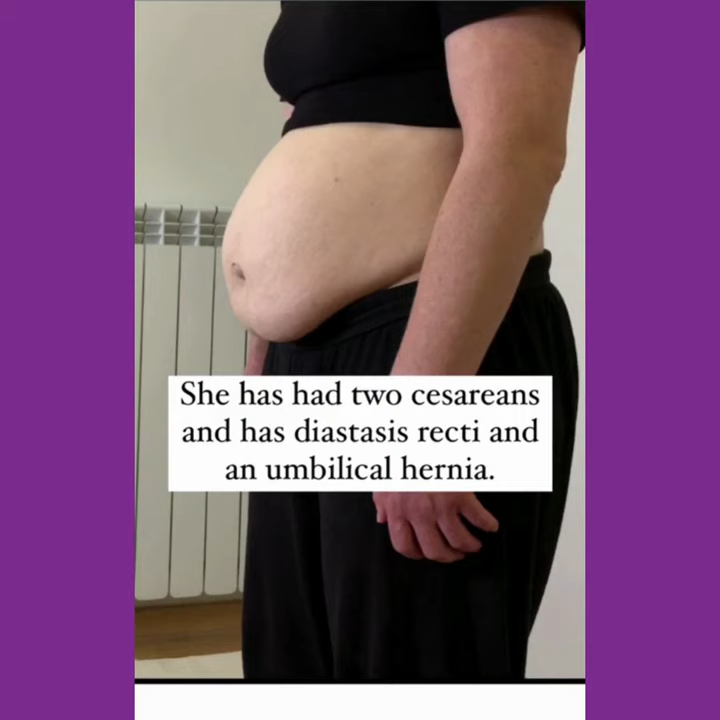 She has had two cesareans
and has diastasis recti and
an umbilical hernia.